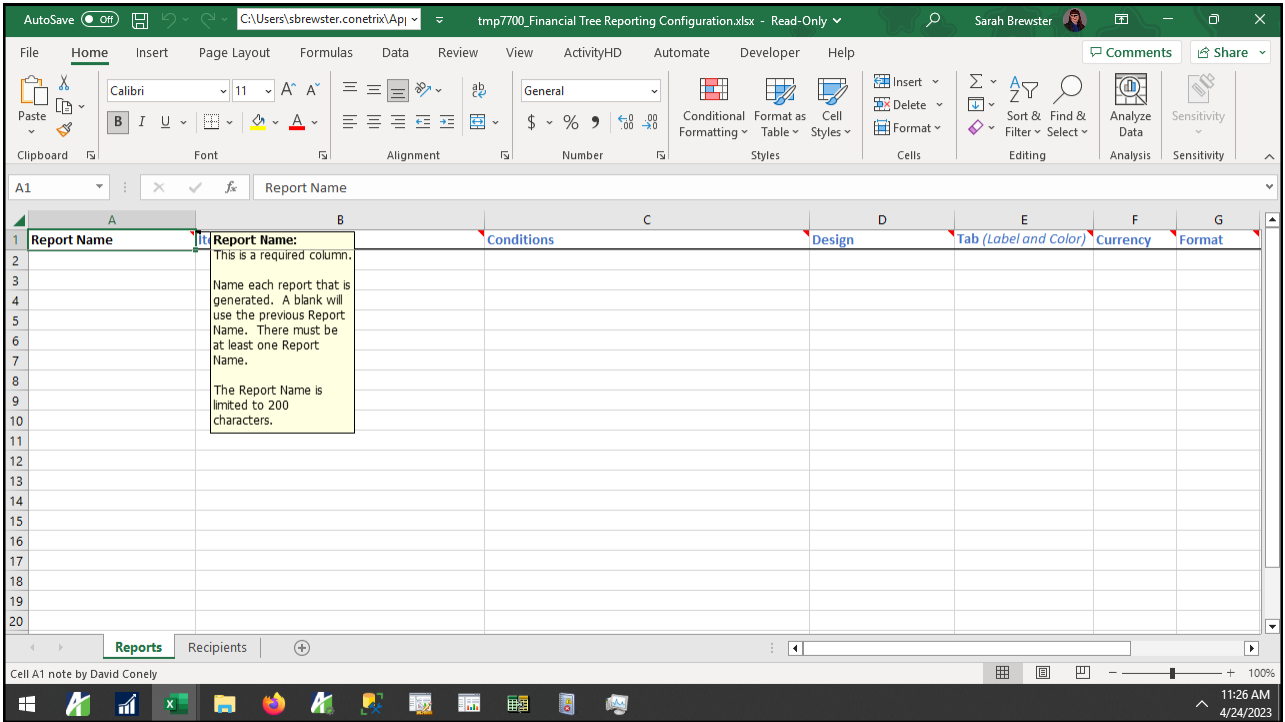 AutoSave Off C:\Users\sbrewster.conetrix\Ap tmp7700_Financial Tree Reporting Configuration.xlsx - Read-Only Sarah Brewster
File Home Insert Page Layout Formulas Data Review View ActivityHD Automate Developer Help Comments Share
Calibri 11 A^ A˅ ab General Insert Σ A Z
Paste B I U A $ % , .00 Conditional Formatting Format as Table Cell Styles Delete Format Sort & Filter Find & Select Analyze Data Sensitivity
Clipboard Font Alignment Number Styles Cells Editing Analysis Sensitivity
A1 fx Report Name
A B C D E F G
1 Report Name Ite Conditions Design Tab (Label and Color) Currency Format
Report Name:
This is a required column.
Name each report that is
generated. A blank will
use the previous Report
Name. There must be
at least one Report
Name.
The Report Name is
limited to 200
characters.
2
3
4
5
6
7
8
9
10
11
12
13
14
15
16
17
18
19
20
Reports Recipients
Cell A1 note by David Conely 100%
11:26 AM
4/24/2023